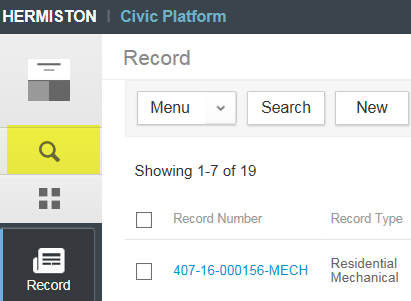 HERMISTON | Civic Platform
Record
Menu Search New
Showing 1-7 of 19
Record Number Record Type
407-16-000156-MECH Residential
Mechanical
Record